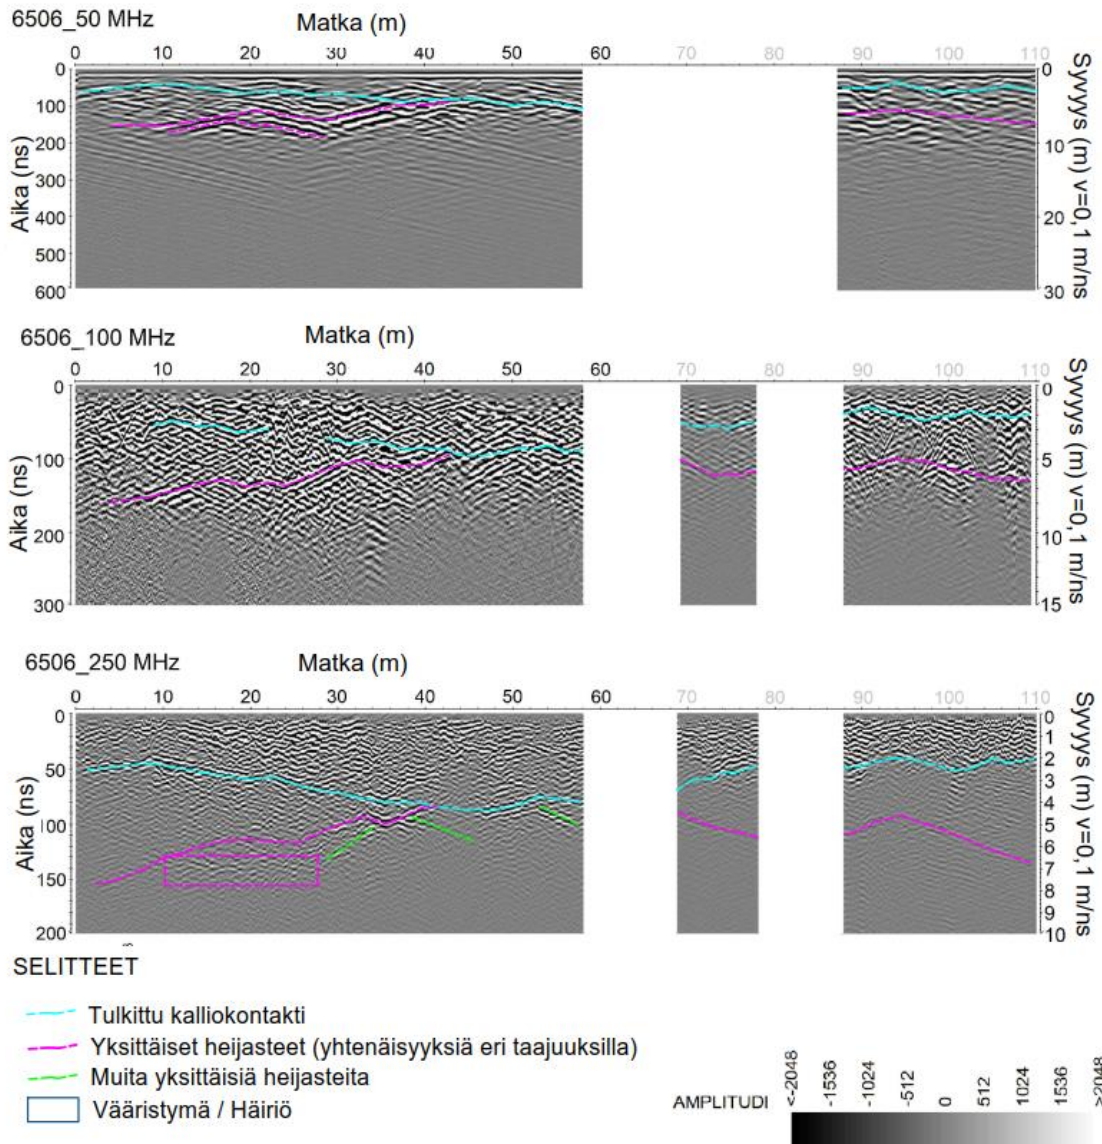 6506_50 MHz
Matka (m)
0 10 20 30 40 50 60 70 80 90 100 110
Aika (ns)
0
100
200
300
400
500
600
0
10
20
30
Syvyys (m) v=0,1 m/ns
6506_100 MHz
Matka (m)
0 10 20 30 40 50 60 70 80 90 100 110
Aika (ns)
0
100
200
300
0
5
10
15
Syvyys (m) v=0,1 m/ns
6506_250 MHz
Matka (m)
0 10 20 30 40 50 60 70 80 90 100 110
Aika (ns)
0
50
100
150
200
0
1
2
3
4
5
6
7
8
9
10
Syvyys (m) v=0,1 m/ns
SELITTEET
Tulkittu kalliokontakti
Yksittäiset heijasteet (yhtenäisyyksiä eri taajuuksilla)
Muita yksittäisiä heijasteita
Vääristymä / Häiriö
AMPLITUDI
<-2048 -1536 -1024 -512 0 512 1024 1536 >2048